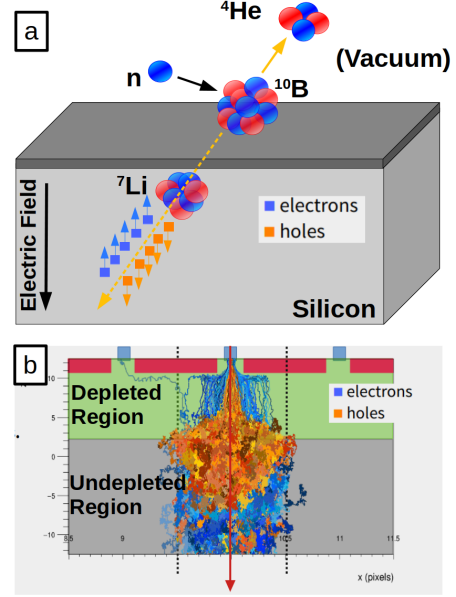 a
⁴He
(Vacuum)
n
¹⁰B
⁷Li
electrons
holes
Electric Field
Silicon
b
10
5
0
−5
−10
Depleted
Region
electrons
holes
Undepleted
Region
8.5 9 10.5 11 11.5
x (pixels)